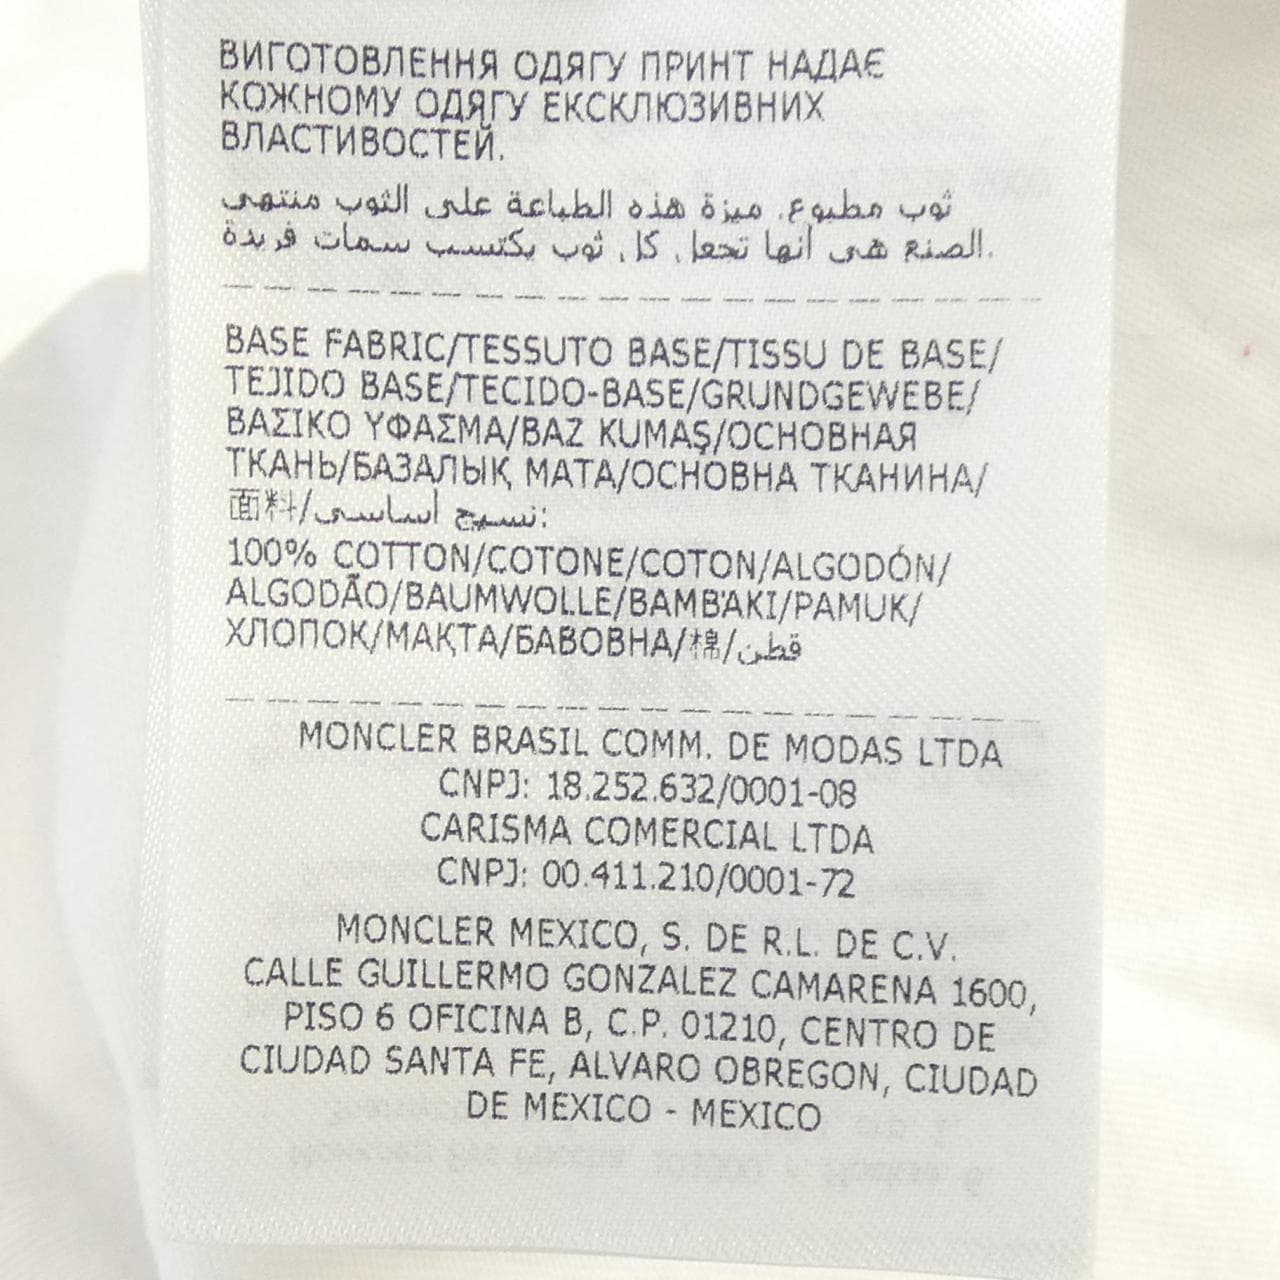 ВИГОТОВЛЕННЯ ОДЯГУ ПРИНТ НАДАЄ
КОЖНОМУ ОДЯГУ ЕКСКЛЮЗИВНИХ
ВЛАСТИВОСТЕЙ.
ثوب مطبوع. ميزة هذه الطباعة على الثوب منتهى
الصنع هى أنها تجعل كل ثوب يكتسب سمات فريدة.
BASE FABRIC/TESSUTO BASE/TISSU DE BASE/
TEJIDO BASE/TECIDO-BASE/GRUNDGEWEBE/
ΒΑΣΙΚΟ ΥΦΑΣΜΑ/BAZ KUMAŞ/ОСНОВНАЯ
ТКАНЬ/БАЗАЛЫҚ МАТА/ОСНОВНА ТКАНИНА/
面料/نسيج أساسى:
100% COTTON/COTONE/COTON/ALGODÓN/
ALGODÃO/BAUMWOLLE/ΒΑΜΒΆΚΙ/PAMUK/
ХЛОПОК/МАҚТА/БАВОВНА/棉/قطن
MONCLER BRASIL COMM. DE MODAS LTDA
CNPJ: 18.252.632/0001-08
CARISMA COMERCIAL LTDA
CNPJ: 00.411.210/0001-72
MONCLER MEXICO, S. DE R.L. DE C.V.
CALLE GUILLERMO GONZALEZ CAMARENA 1600,
PISO 6 OFICINA B, C.P. 01210, CENTRO DE
CIUDAD SANTA FE, ALVARO OBREGON, CIUDAD
DE MEXICO - MEXICO